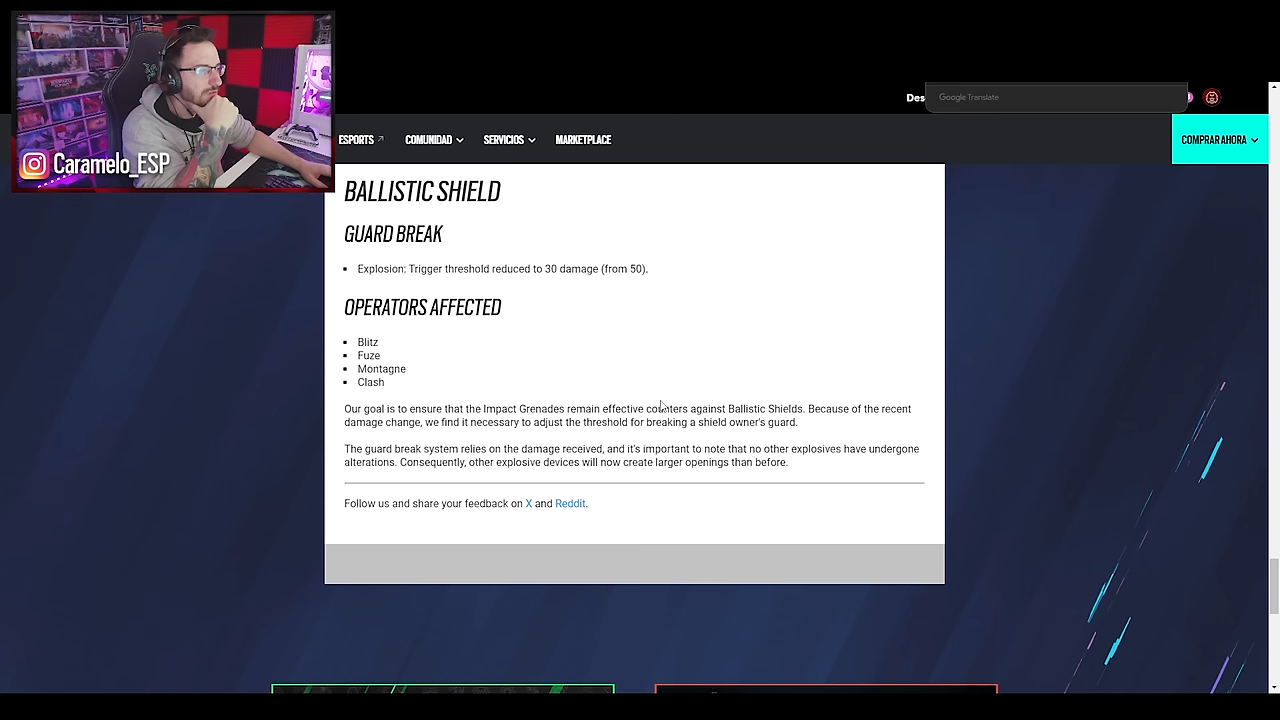 Des
Google Translate
ESPORTS
COMUNIDAD
SERVICIOS
MARKETPLACE
COMPRAR AHORA
Caramelo_ESP
BALLISTIC SHIELD
GUARD BREAK
Explosion: Trigger threshold reduced to 30 damage (from 50).
OPERATORS AFFECTED
Blitz
Fuze
Montagne
Clash
Our goal is to ensure that the Impact Grenades remain effective counters against Ballistic Shields. Because of the recent
damage change, we find it necessary to adjust the threshold for breaking a shield owner's guard.
The guard break system relies on the damage received, and it's important to note that no other explosives have undergone
alterations. Consequently, other explosive devices will now create larger openings than before.
Follow us and share your feedback on X and Reddit.